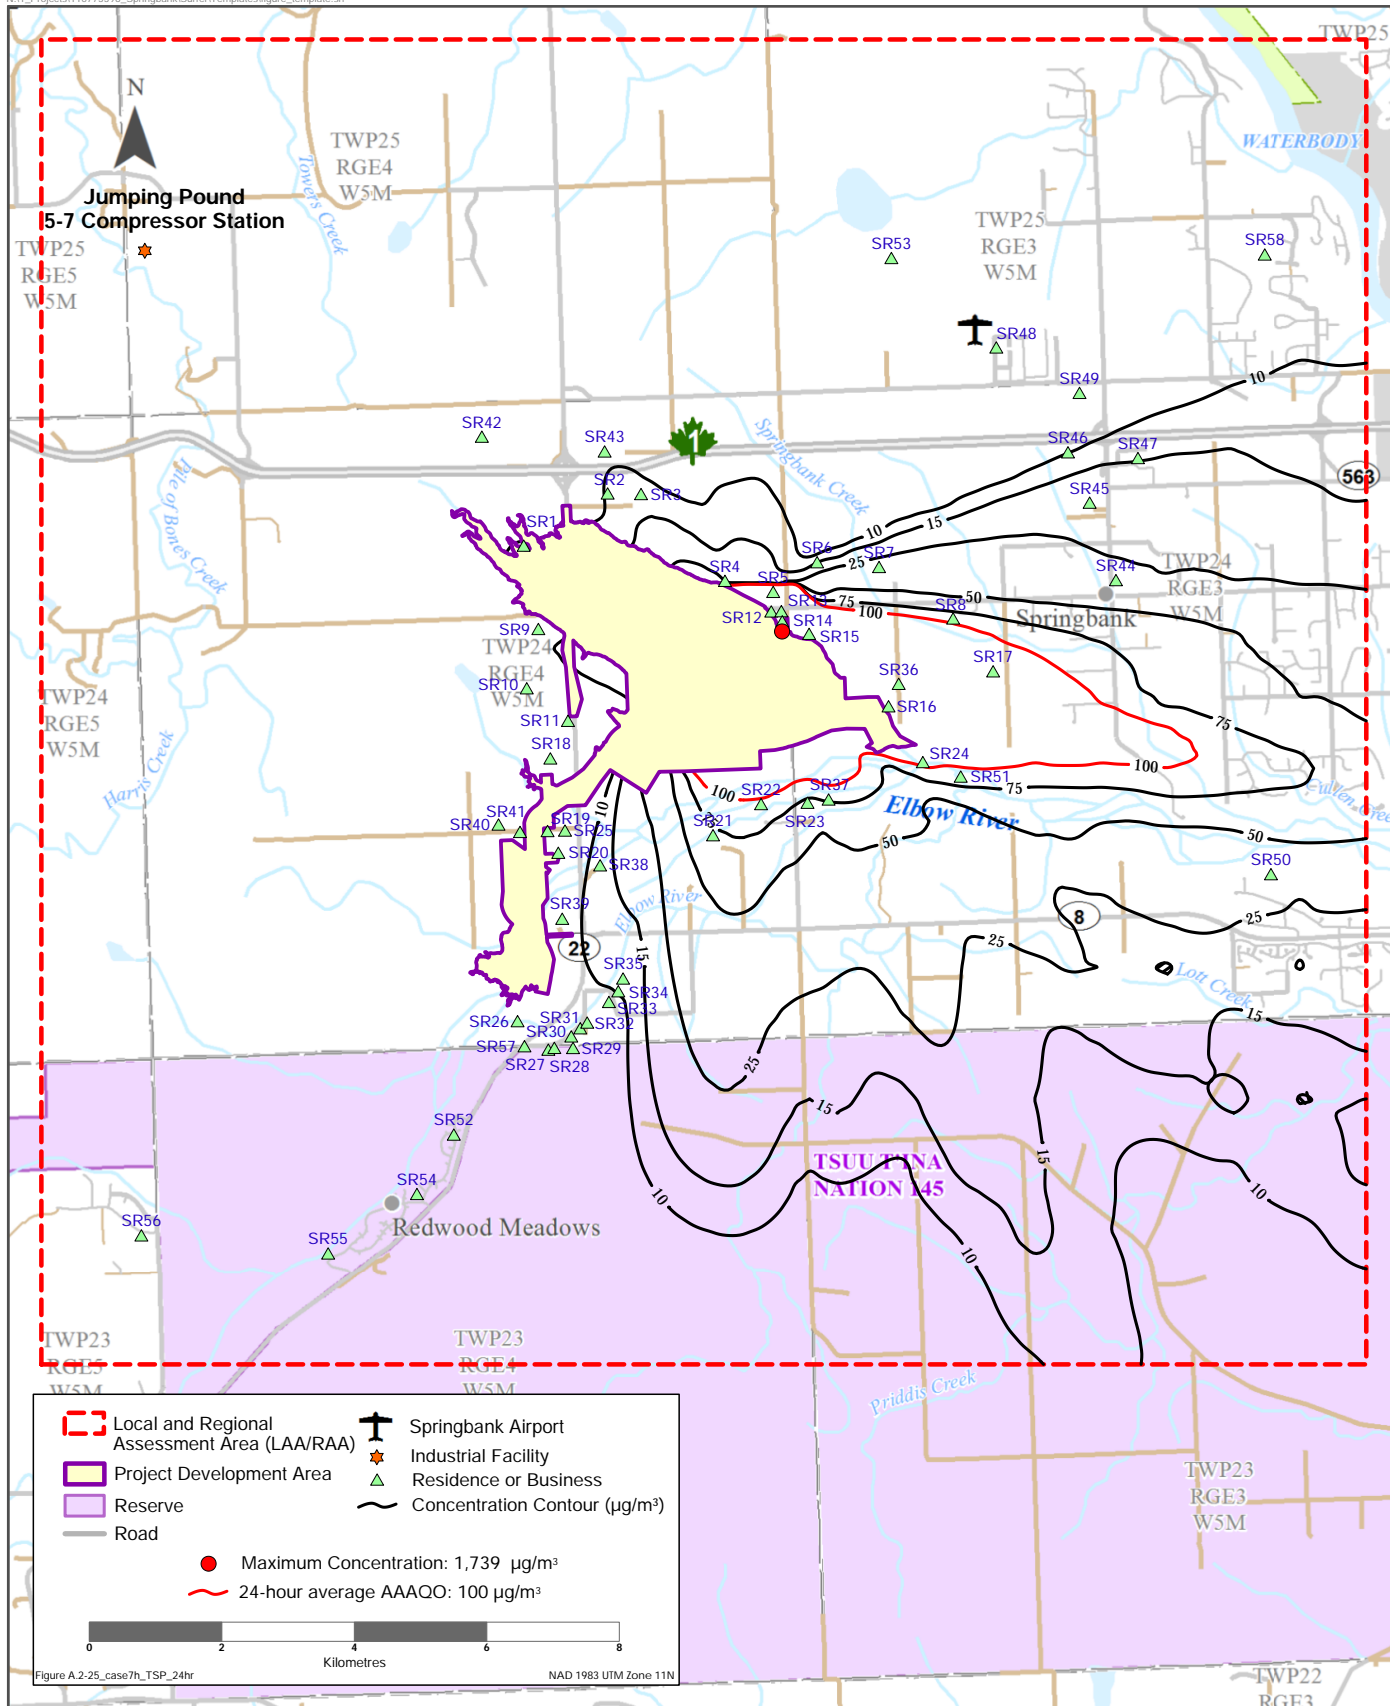 TWP25
N
TWP25
RGE4
W5M
Towers Creek
WATERBODY
Jumping Pound
5-7 Compressor Station
TWP25
RGE5
W5M
TWP25
RGE3
W5M
SR53
SR58
SR48
SR49
10
SR42
SR43
1
Springbank Creek
SR46
SR47
563
Pile of Bones Creek
SR2
SR3
SR45
SR1
10
15
SR6
25
SR7
TWP24
RGE3
W5M
SR4
SR5
SR44
50
75
100
SR13
SR12
SR14
SR15
SR8
Springbank
SR9
TWP24
RGE4
W5M
SR10
SR17
SR36
TWP24
RGE5
W5M
SR11
SR16
75
Harris Creek
SR18
SR24
100
SR51
75
Cullen Creek
100
SR22
SR37
SR23
Elbow River
10
SR41
SR40
SR19
SR25
SR21
50
50
SR20
SR38
SR50
Elbow River
SR39
22
8
25
25
15
SR35
SR34
SR33
Lott Creek
SR26
SR31
SR32
SR30
SR57
SR29
SR27
SR28
15
25
15
SR52
15
TSUU T'INA
NATION 145
SR54
10
10
Redwood Meadows
SR56
SR55
10
TWP23
RGE5
W5M
TWP23
RGE4
W5M
Priddis Creek
TWP23
RGE3
W5M
Local and Regional
Assessment Area (LAA/RAA)
Project Development Area
Reserve
Road
Springbank Airport
Industrial Facility
Residence or Business
Concentration Contour (µg/m³)
Maximum Concentration: 1,739 µg/m³
24-hour average AAAQO: 100 µg/m³
0 2 4 6 8
Kilometres
Figure A.2-25_case7h_TSP_24hr
NAD 1983 UTM Zone 11N
TWP22
RGE3